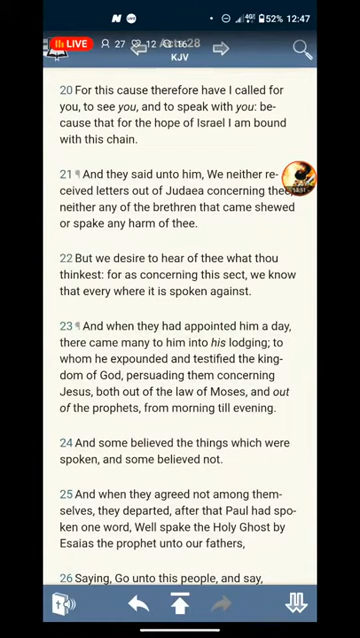 52% 12:47
LIVE 27 12 16
28
KJV
20 For this cause therefore have I called for
you, to see you, and to speak with you: be-
cause that for the hope of Israel I am bound
with this chain.
21 ¶ And they said unto him, We neither re-
ceived letters out of Judaea concerning thee,
neither any of the brethren that came shewed
or spake any harm of thee.
22 But we desire to hear of thee what thou
thinkest: for as concerning this sect, we know
that every where it is spoken against.
23 ¶ And when they had appointed him a day,
there came many to him into his lodging; to
whom he expounded and testified the king-
dom of God, persuading them concerning
Jesus, both out of the law of Moses, and out
of the prophets, from morning till evening.
24 And some believed the things which were
spoken, and some believed not.
25 And when they agreed not among them-
selves, they departed, after that Paul had spo-
ken one word, Well spake the Holy Ghost by
Esaias the prophet unto our fathers,
26 Saying, Go unto this people, and say,